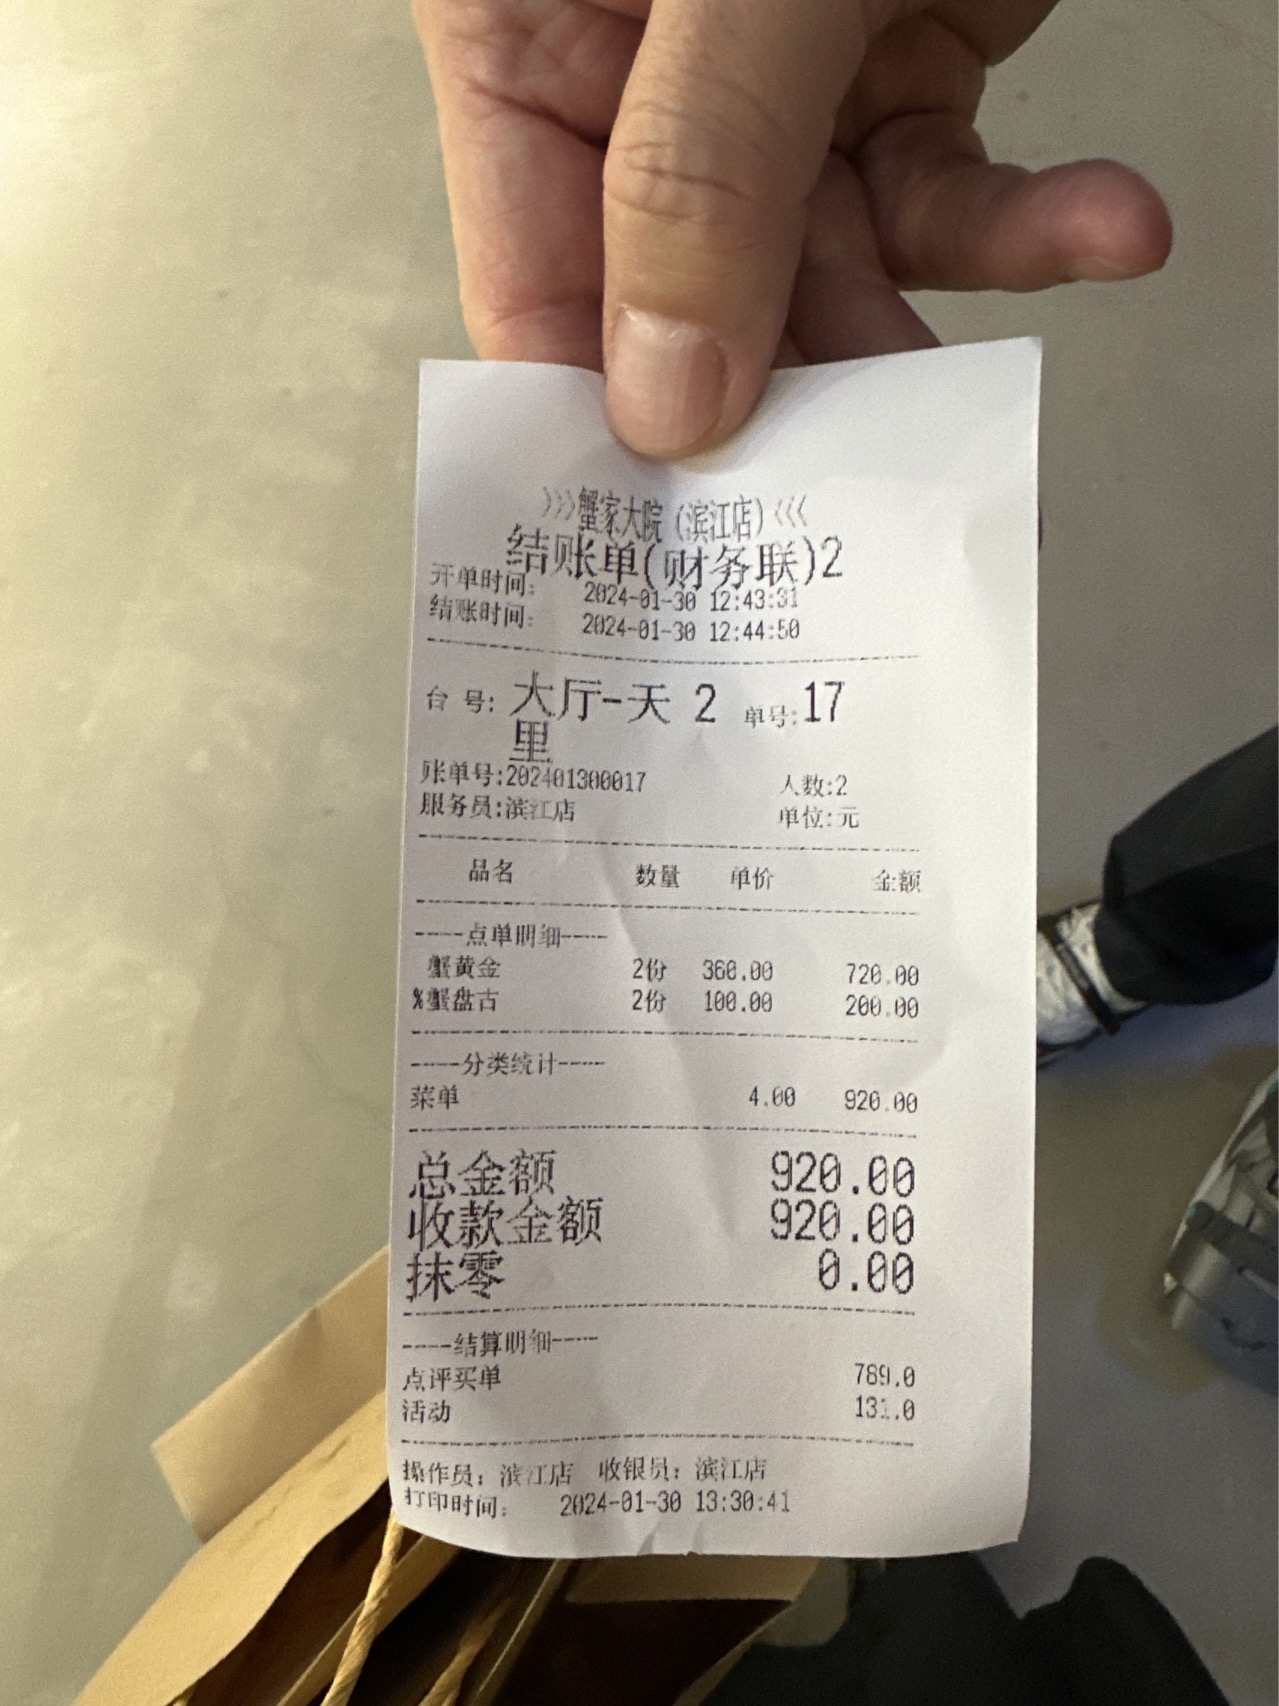 >>>蟹家大院（滨江店）<<<
结账单(财务联)2
开单时间： 2024-01-30 12:43:31
结账时间： 2024-01-30 12:44:50
台 号: 大厅-天 2 单号:17
里
账单号:202401300017 人数:2
服务员:滨江店 单位:元
品名 数量 单价 金额
----点单明细----
蟹黄金 2份 360.00 720.00
%蟹盘古 2份 100.00 200.00
----分类统计----
菜单 4.00 920.00
总金额 920.00
收款金额 920.00
抹零 0.00
----结算明细----
点评买单 789.0
活动 131.0
操作员：滨江店 收银员：滨江店
打印时间： 2024-01-30 13:30:41